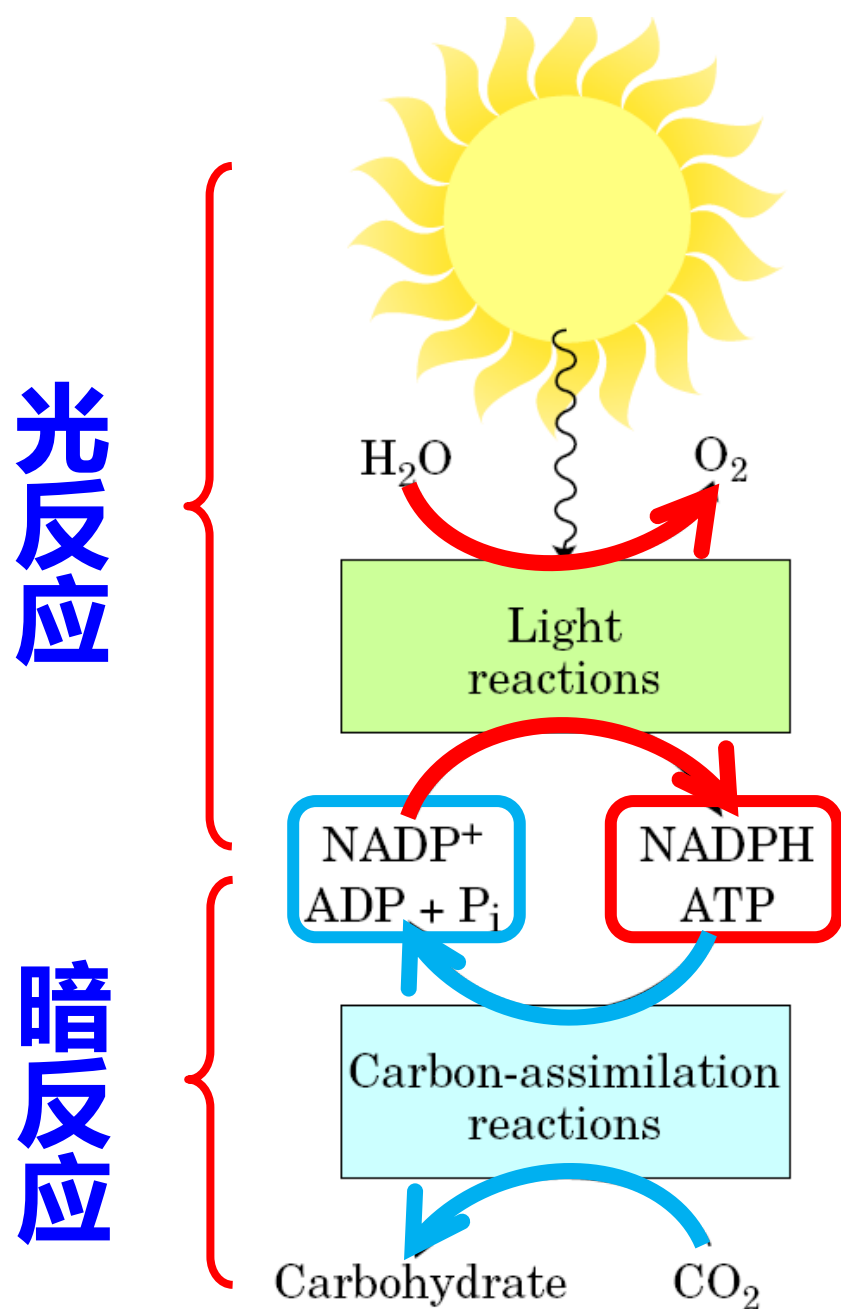 光反应
H₂O
O₂
Light
reactions
NADP⁺
ADP + Pᵢ
NADPH
ATP
暗反应
Carbon-assimilation
reactions
Carbohydrate
CO₂